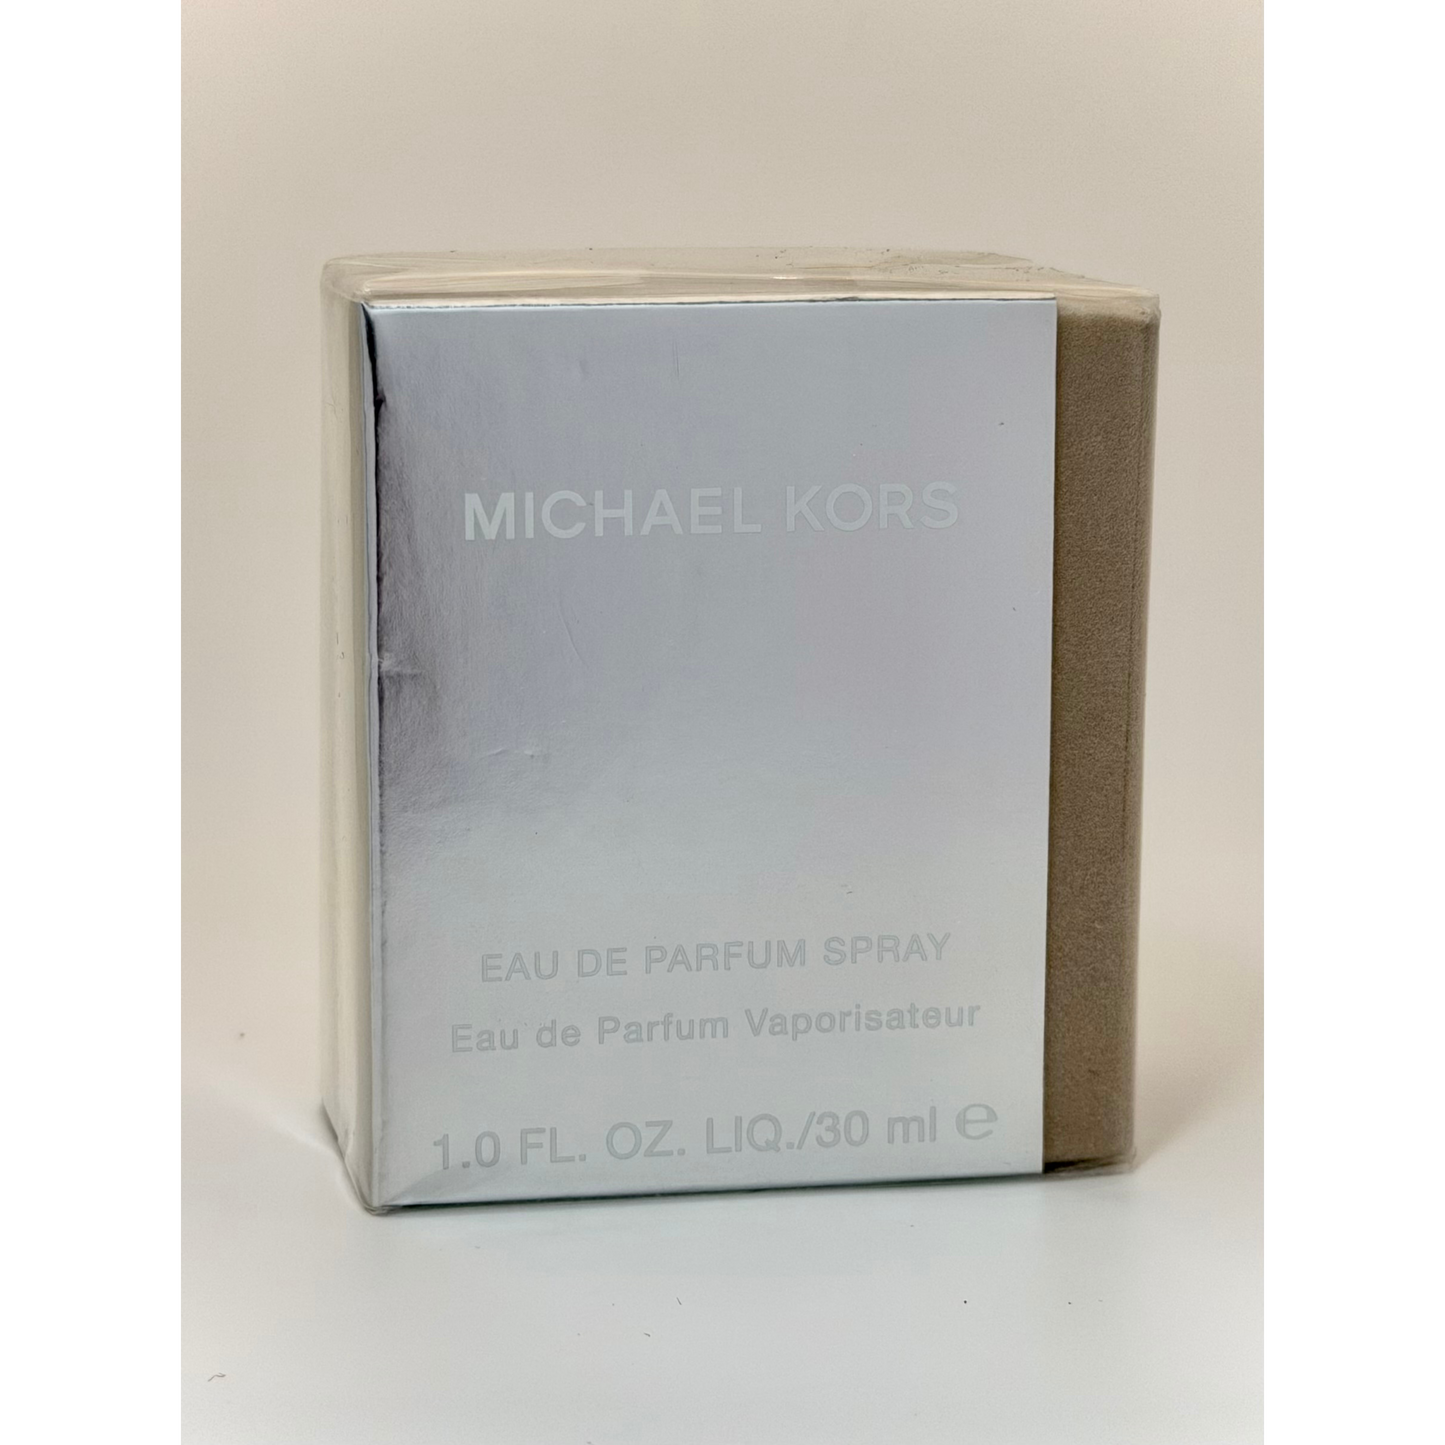 MICHAEL KORS
EAU DE PARFUM SPRAY
Eau de Parfum Vaporisateur
1.0 FL. OZ. LIQ./30 ml ℮